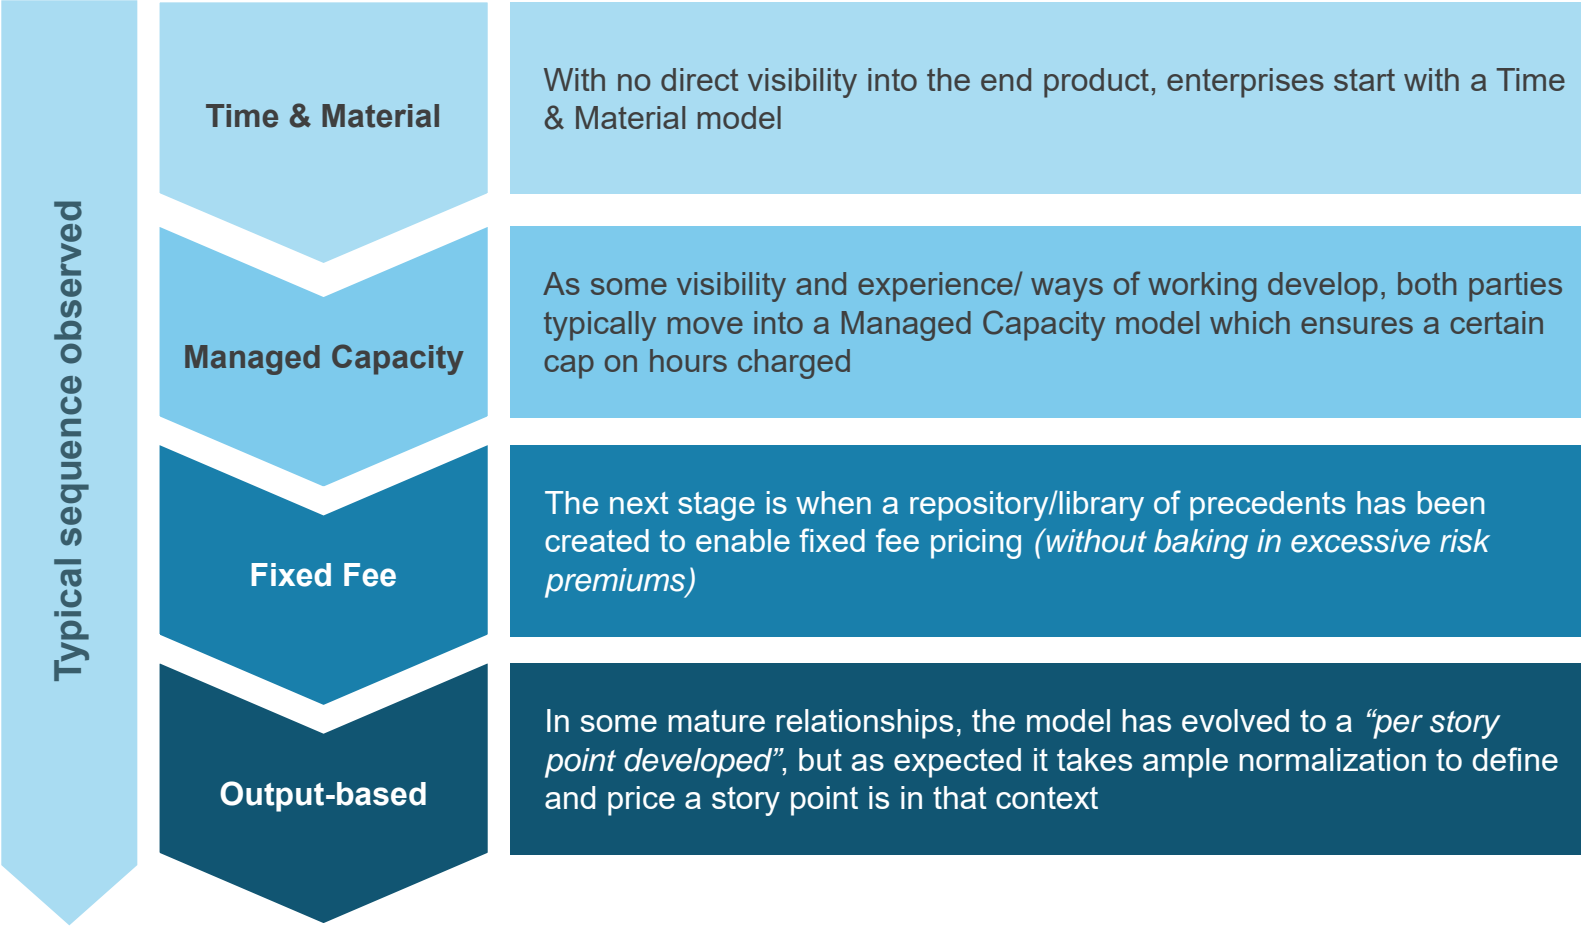 Typical sequence observed
Time & Material
With no direct visibility into the end product, enterprises start with a Time
& Material model
Managed Capacity
As some visibility and experience/ ways of working develop, both parties
typically move into a Managed Capacity model which ensures a certain
cap on hours charged
Fixed Fee
The next stage is when a repository/library of precedents has been
created to enable fixed fee pricing (without baking in excessive risk
premiums)
Output-based
In some mature relationships, the model has evolved to a “per story
point developed”, but as expected it takes ample normalization to define
and price a story point is in that context